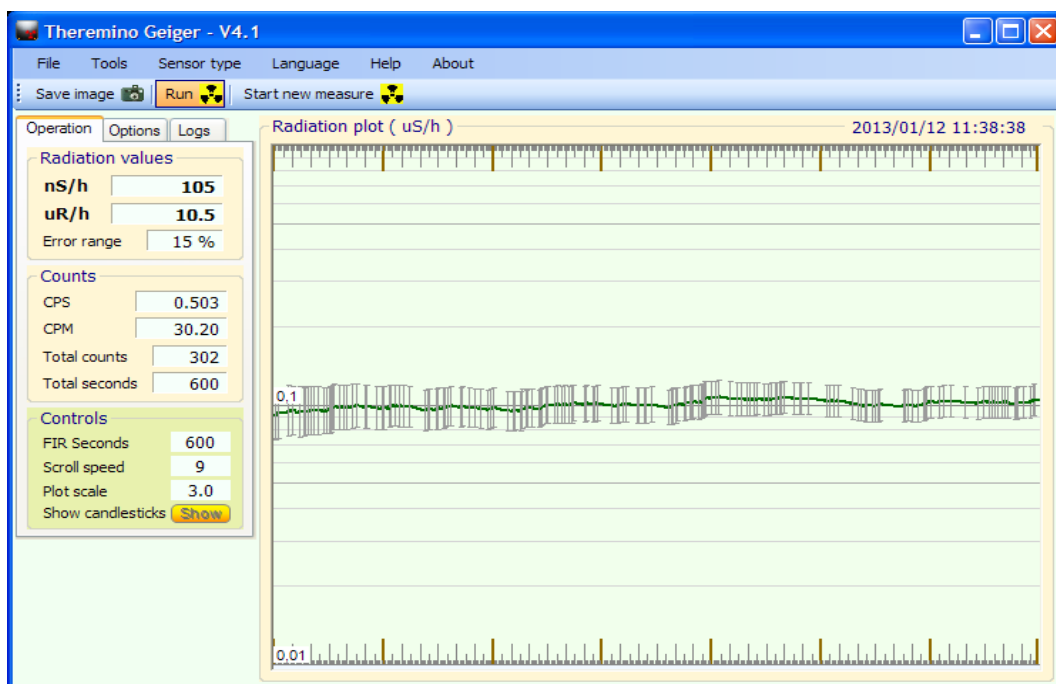 Theremino Geiger - V4.1
File Tools Sensor type Language Help About
Save image Run Start new measure
Operation Options Logs
Radiation values
nS/h 105
uR/h 10.5
Error range 15 %
Counts
CPS 0.503
CPM 30.20
Total counts 302
Total seconds 600
Controls
FIR Seconds 600
Scroll speed 9
Plot scale 3.0
Show candlesticks Show
Radiation plot ( uS/h ) 2013/01/12 11:38:38
0,1
0,01